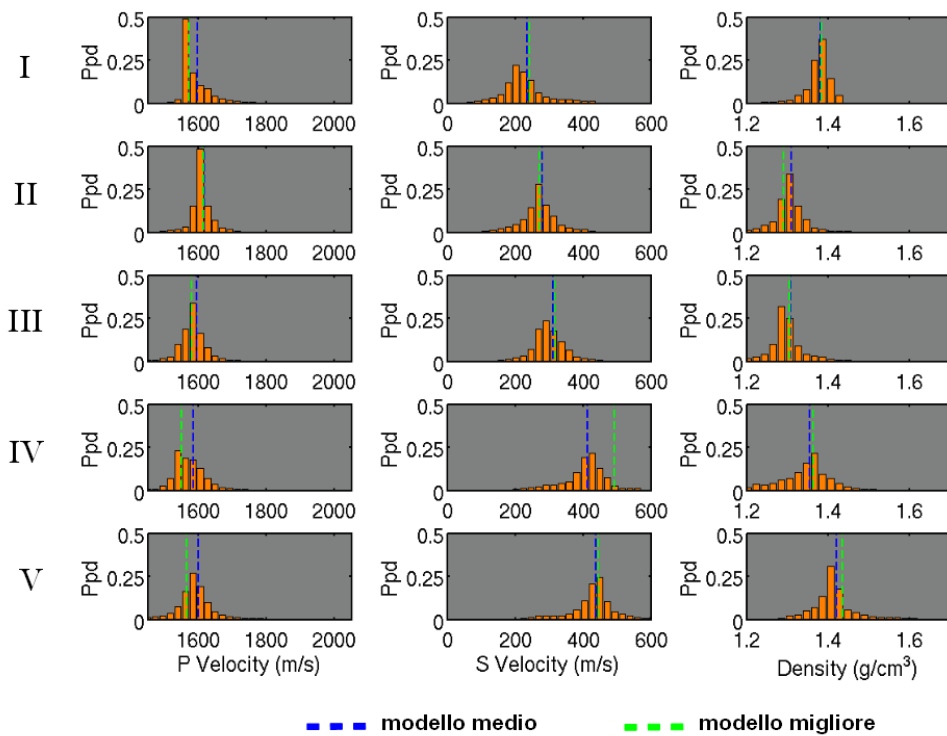 I
Ppd
0.5
0.25
0
1600 1800 2000
Ppd
0.5
0.25
0
0 200 400 600
Ppd
0.5
0.25
0
1.2 1.4 1.6
II
Ppd
0.5
0.25
0
1600 1800 2000
Ppd
0.5
0.25
0
0 200 400 600
Ppd
0.5
0.25
0
1.2 1.4 1.6
III
Ppd
0.5
0.25
0
1600 1800 2000
Ppd
0.5
0.25
0
0 200 400 600
Ppd
0.5
0.25
0
1.2 1.4 1.6
IV
Ppd
0.5
0.25
0
1600 1800 2000
Ppd
0.5
0.25
0
0 200 400 600
Ppd
0.5
0.25
0
1.2 1.4 1.6
V
Ppd
0.5
0.25
0
1600 1800 2000
P Velocity (m/s)
Ppd
0.5
0.25
0
0 200 400 600
S Velocity (m/s)
Ppd
0.5
0.25
0
1.2 1.4 1.6
Density (g/cm³)
modello medio
modello migliore